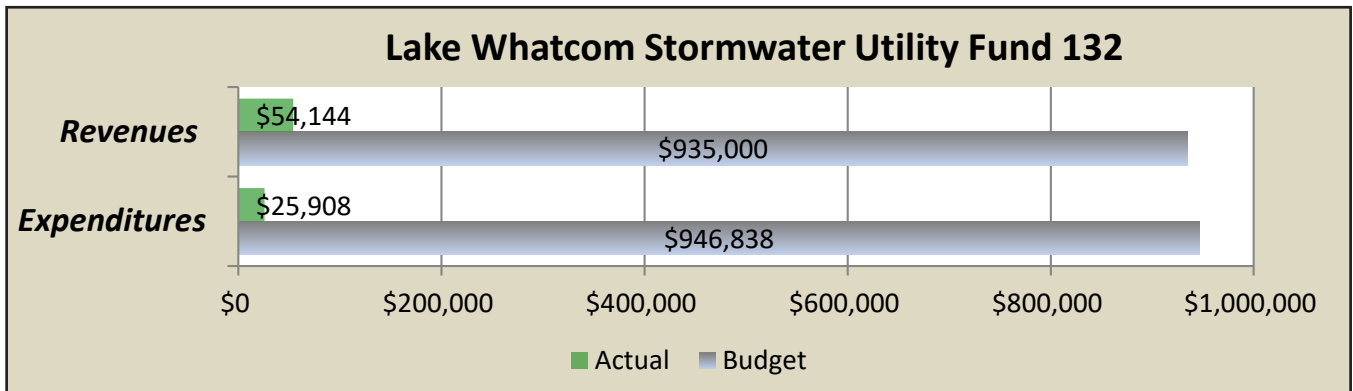 Lake Whatcom Stormwater Utility Fund 132
Revenues
$54,144
$935,000
Expenditures
$25,908
$946,838
$0 $200,000 $400,000 $600,000 $800,000 $1,000,000
Actual Budget